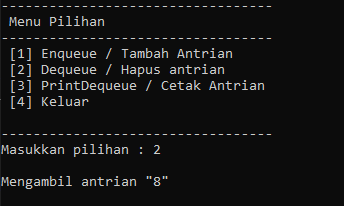 ----------------------------------
Menu Pilihan
----------------------------------
[1] Enqueue / Tambah Antrian
[2] Dequeue / Hapus antrian
[3] PrintDequeue / Cetak Antrian
[4] Keluar
----------------------------------
Masukkan pilihan : 2
Mengambil antrian "8"